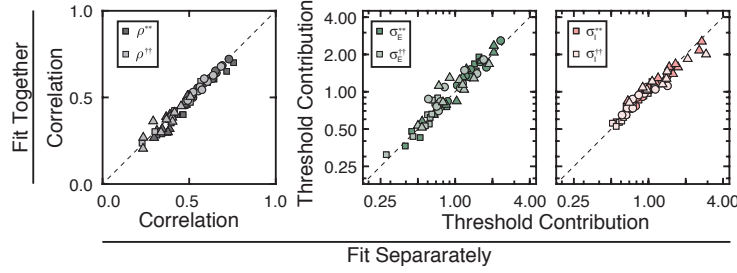 Fit Together
Correlation
1.0
0.5
0.0
0.0
0.5
1.0
Correlation
ρ**
ρ††
Threshold Contribution
4.00
2.00
1.00
0.50
0.25
0.25
1.00
4.00
σE**
σE††
0.25
1.00
4.00
σI**
σI††
Threshold Contribution
Fit Separarately